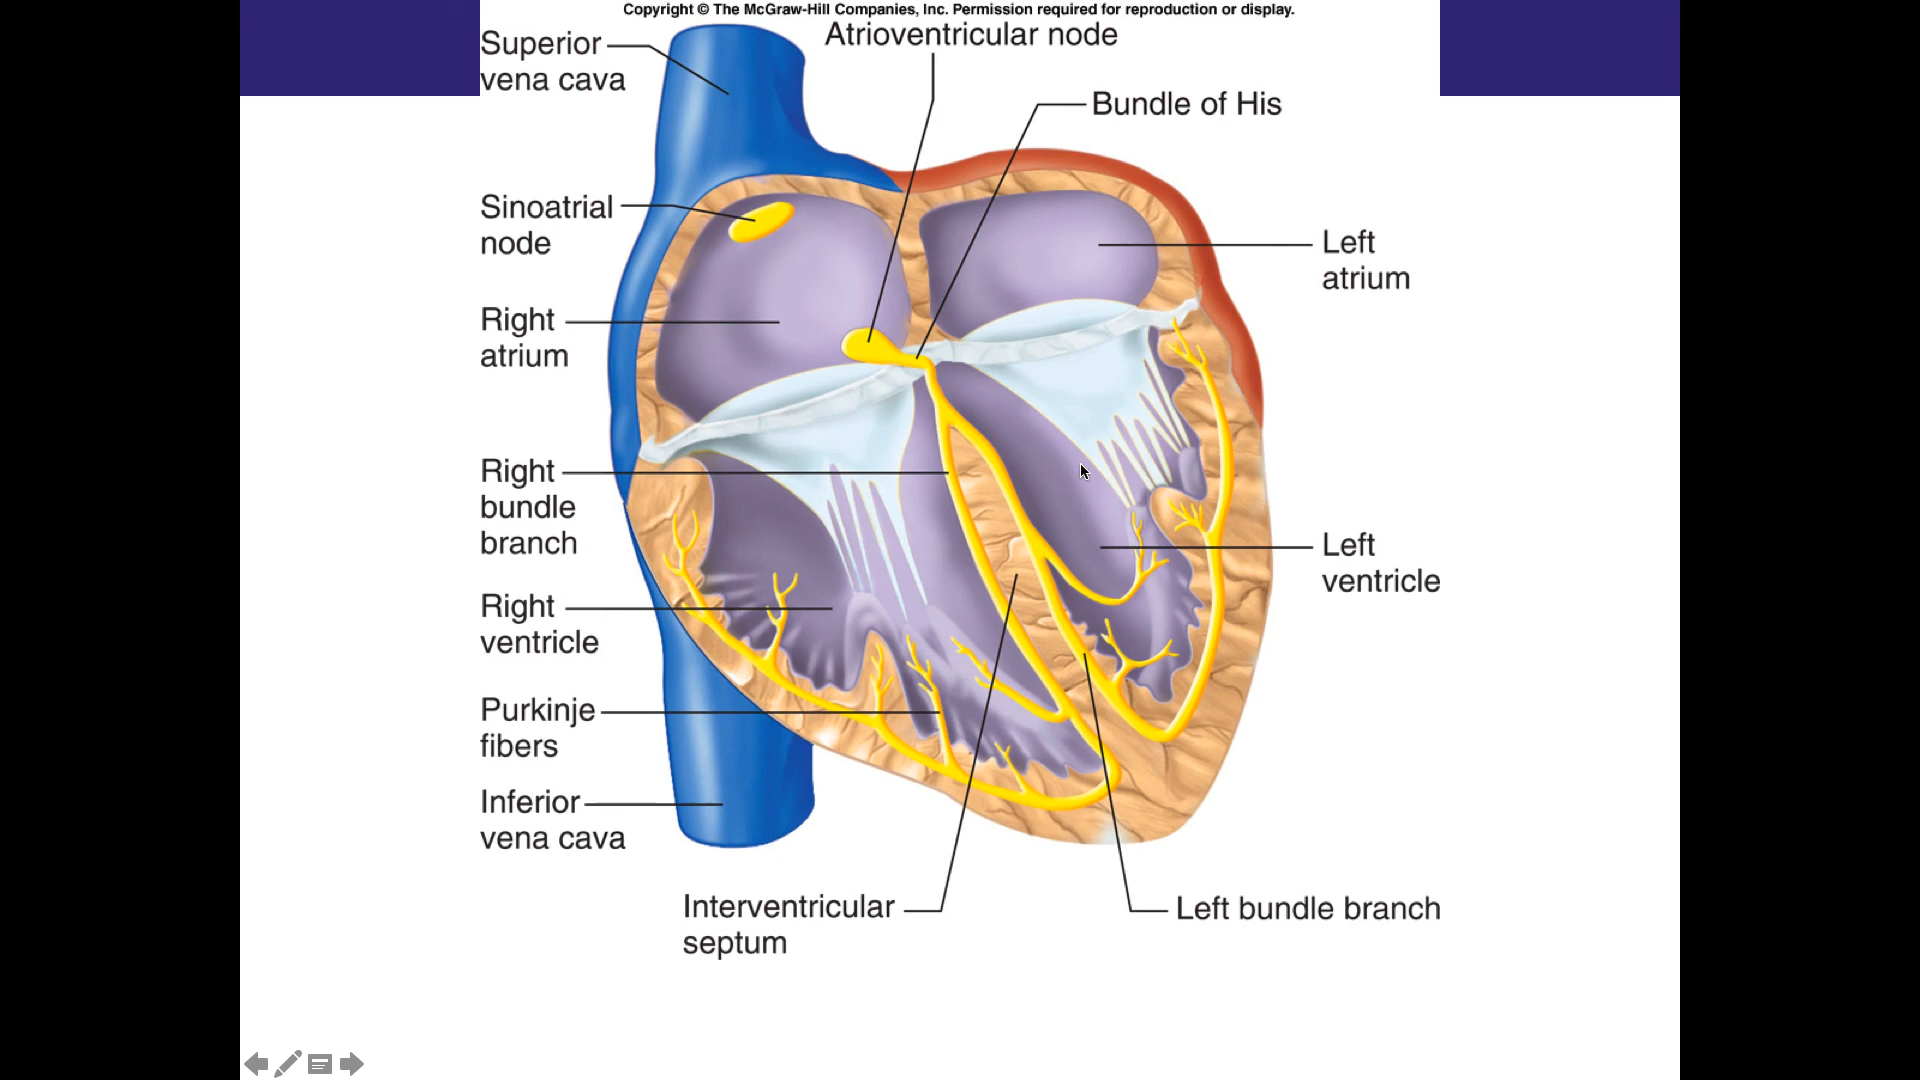 Copyright © The McGraw-Hill Companies, Inc. Permission required for reproduction or display.
Atrioventricular node
Superior
vena cava
Bundle of His
Sinoatrial
node
Left
atrium
Right
atrium
Right
bundle
branch
Left
ventricle
Right
ventricle
Purkinje
fibers
Inferior
vena cava
Interventricular
septum
Left bundle branch